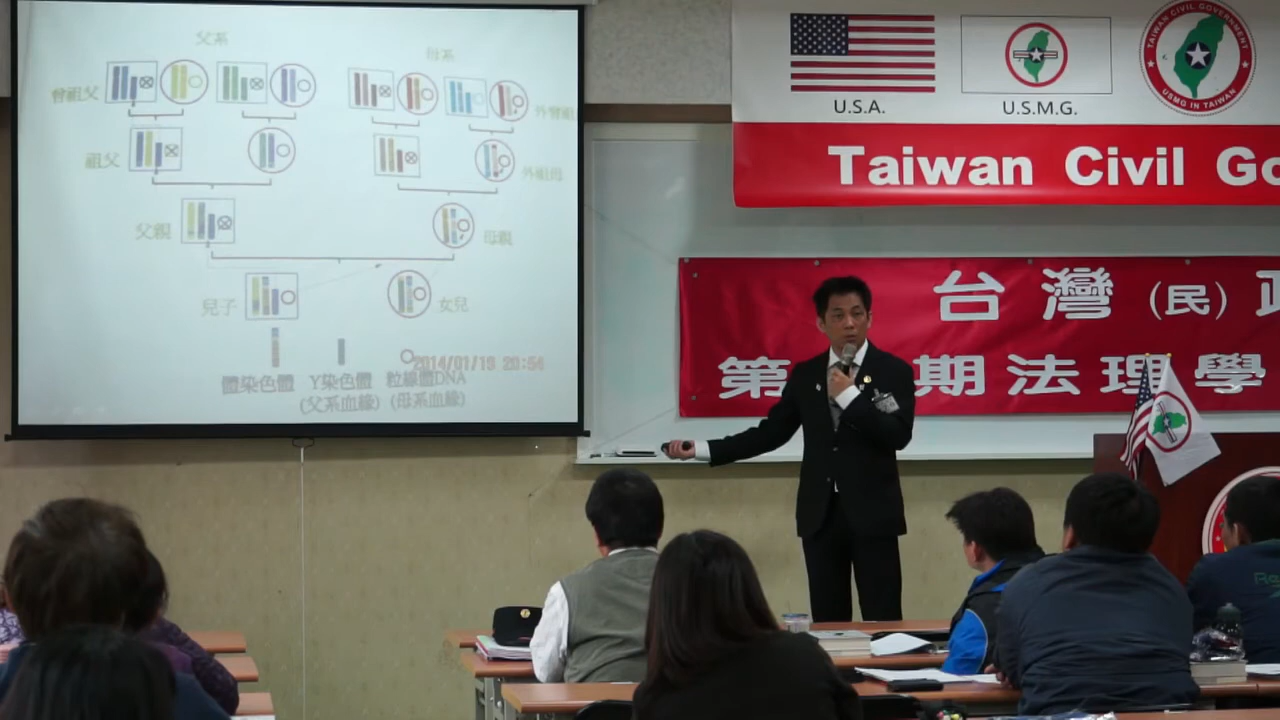 父系
母系
曾祖父
外曾祖
祖父
外祖母
父親
母親
兒子
女兒
2014/01/19 20:54
體染色體
Y染色體
粒線體DNA
(父系血緣)
(母系血緣)
U.S.A.
U.S.M.G.
TAIWAN CIVIL GOVERNMENT
USMG IN TAIWAN
Taiwan Civil Go
台灣(民)政
第 期法理學